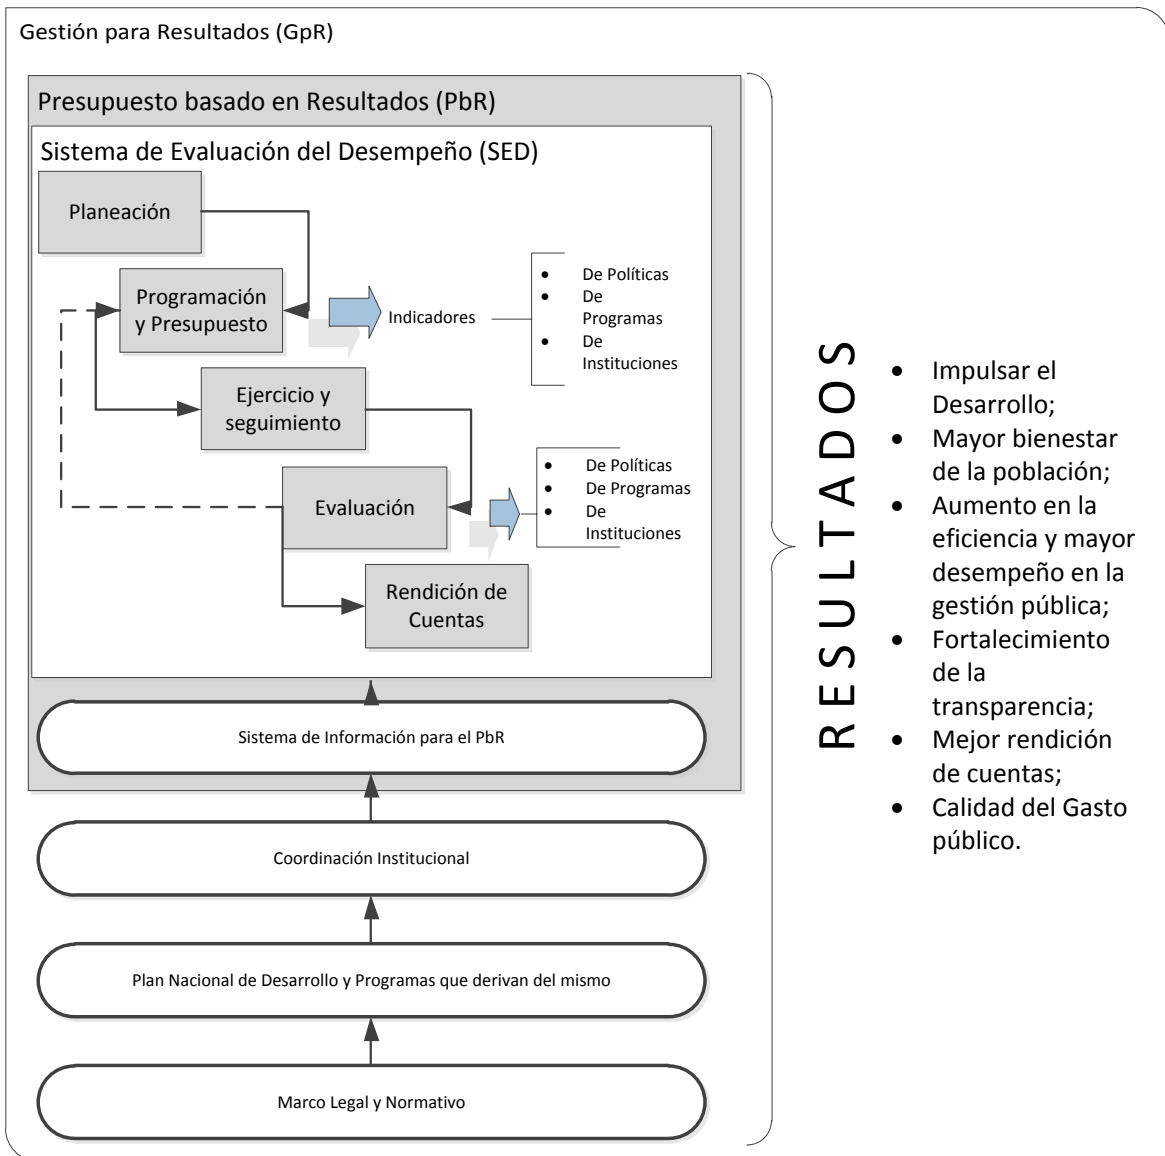 Gestión para Resultados (GpR)
Presupuesto basado en Resultados (PbR)
Sistema de Evaluación del Desempeño (SED)
Planeación
Programación
y Presupuesto
Indicadores
• De Políticas
• De
Programas
• De
Instituciones
Ejercicio y
seguimiento
Evaluación
• De Políticas
• De Programas
• De
Instituciones
Rendición de
Cuentas
Sistema de Información para el PbR
Coordinación Institucional
Plan Nacional de Desarrollo y Programas que derivan del mismo
Marco Legal y Normativo
RESULTADOS
• Impulsar el
Desarrollo;
• Mayor bienestar
de la población;
• Aumento en la
eficiencia y mayor
desempeño en la
gestión pública;
• Fortalecimiento
de la
transparencia;
• Mejor rendición
de cuentas;
• Calidad del Gasto
público.